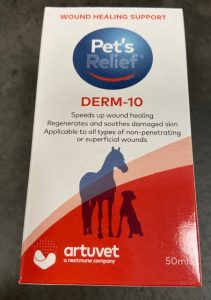 WOUND HEALING SUPPORT
Pet's
Relief®
DERM-10
Speeds up wound healing
Regenerates and soothes damaged skin
Applicable to all types of non-penetrating
or superficial wounds
artuvet
a nextmune company
50ml